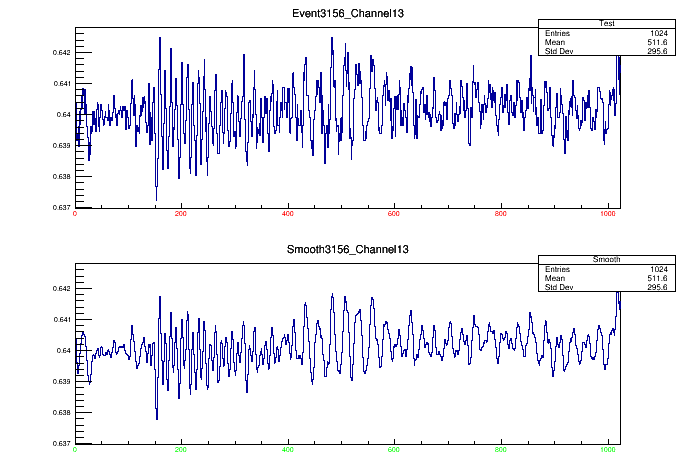 Event3156_Channel13
Test
Entries 1024
Mean 511.6
Std Dev 295.6
0.642
0.641
0.64
0.639
0.638
0.637
0 200 400 600 800 1000
Smooth3156_Channel13
Smooth
Entries 1024
Mean 511.6
Std Dev 295.6
0.642
0.641
0.64
0.639
0.638
0.637
0 200 400 600 800 1000